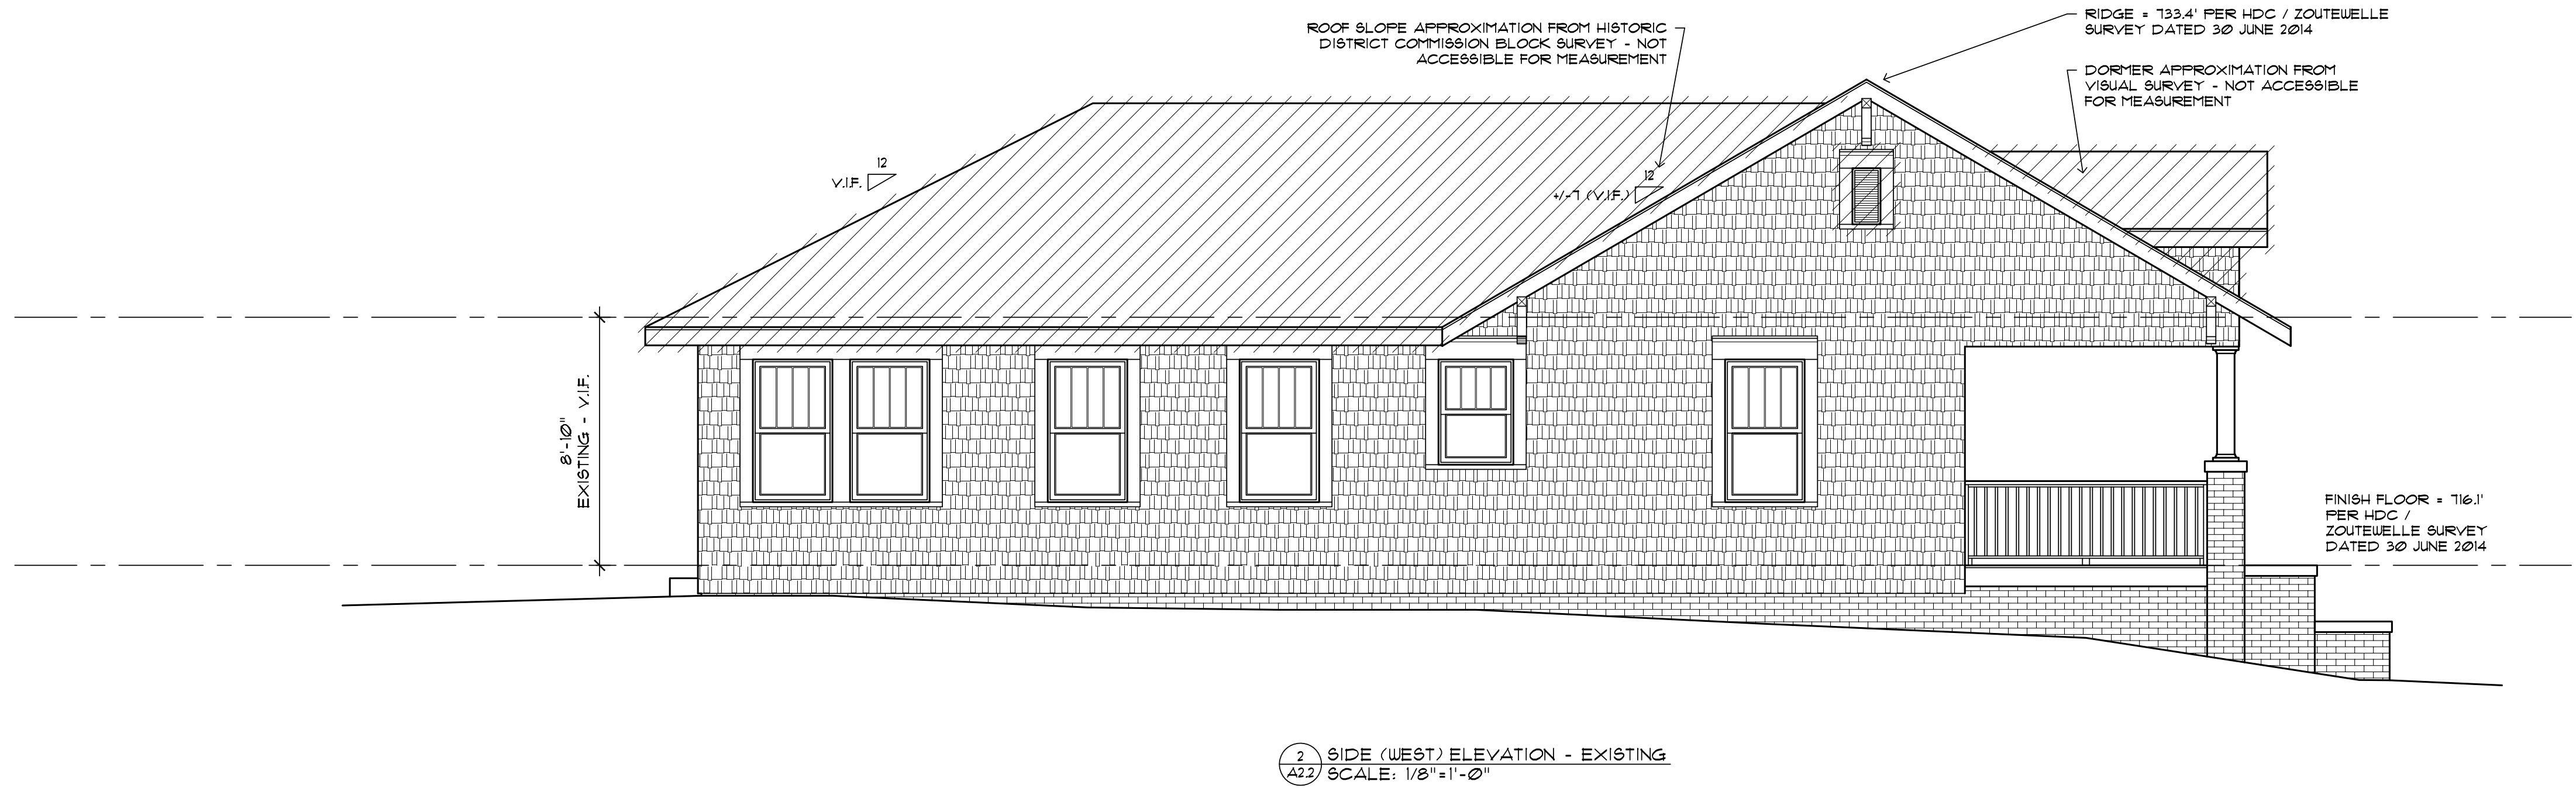 ROOF SLOPE APPROXIMATION FROM HISTORIC
DISTRICT COMMISSION BLOCK SURVEY - NOT
ACCESSIBLE FOR MEASUREMENT
RIDGE = 733.4' PER HDC / ZOUTEWELLE
SURVEY DATED 30 JUNE 2014
DORMER APPROXIMATION FROM
VISUAL SURVEY - NOT ACCESSIBLE
FOR MEASUREMENT
12
V.I.F.
12
+/-7 (V.I.F.)
8'-10"
EXISTING - V.I.F.
FINISH FLOOR = 716.1'
PER HDC /
ZOUTEWELLE SURVEY
DATED 30 JUNE 2014
2
A2.2
SIDE (WEST) ELEVATION - EXISTING
SCALE: 1/8"=1'-0"